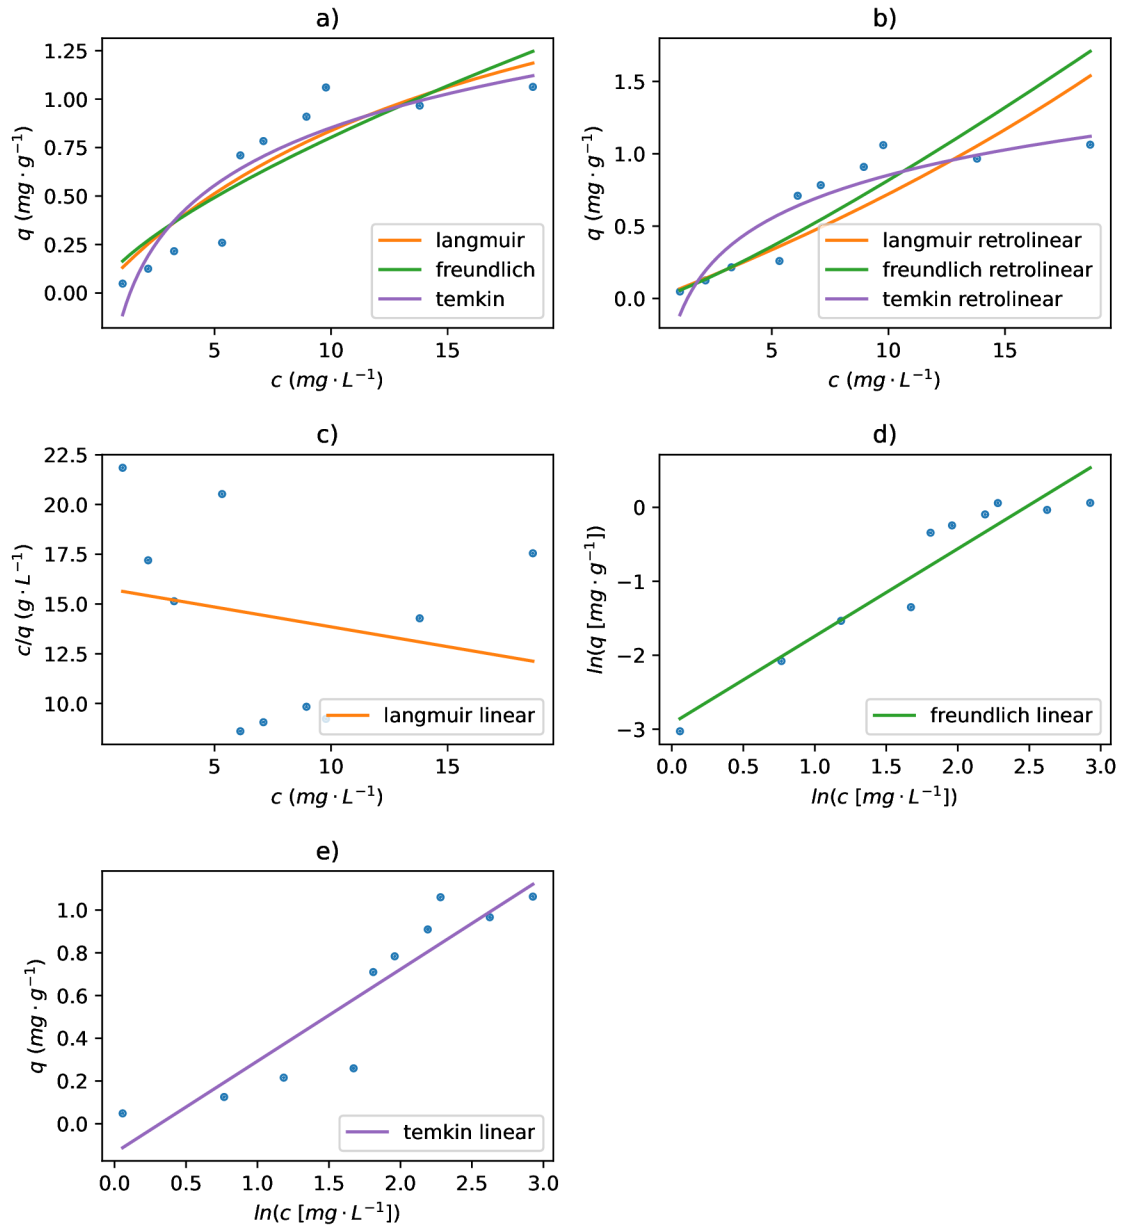 a)
1.25
1.00
0.75
0.50
0.25
0.00
q (mg · g⁻¹)
langmuir
freundlich
temkin
5 10 15
c (mg · L⁻¹)
b)
1.5
1.0
0.5
0.0
q (mg · g⁻¹)
langmuir retrolinear
freundlich retrolinear
temkin retrolinear
5 10 15
c (mg · L⁻¹)
c)
22.5
20.0
17.5
15.0
12.5
10.0
c/q (g · L⁻¹)
langmuir linear
5 10 15
c (mg · L⁻¹)
d)
0
−1
−2
−3
ln(q [mg · g⁻¹])
freundlich linear
0.0 0.5 1.0 1.5 2.0 2.5 3.0
ln(c [mg · L⁻¹])
e)
1.0
0.8
0.6
0.4
0.2
0.0
q (mg · g⁻¹)
temkin linear
0.0 0.5 1.0 1.5 2.0 2.5 3.0
ln(c [mg · L⁻¹])